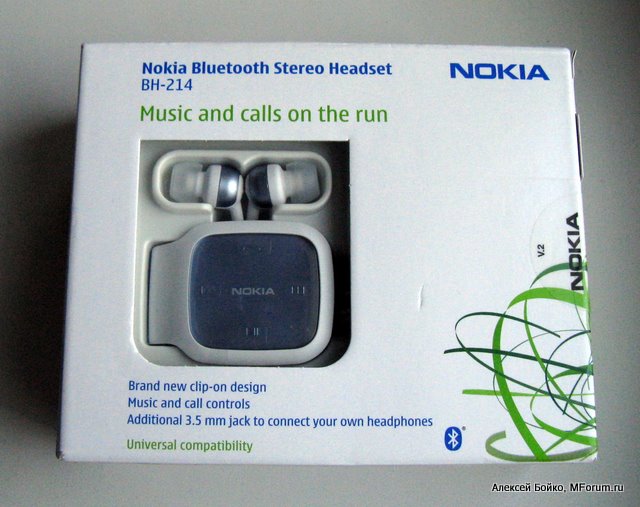 Nokia Bluetooth Stereo Headset
BH-214
NOKIA
Music and calls on the run
NOKIA
V.2
NOKIA
Brand new clip-on design
Music and call controls
Additional 3.5 mm jack to connect your own headphones
Universal compatibility
Алексей Бойко, MForum.ru